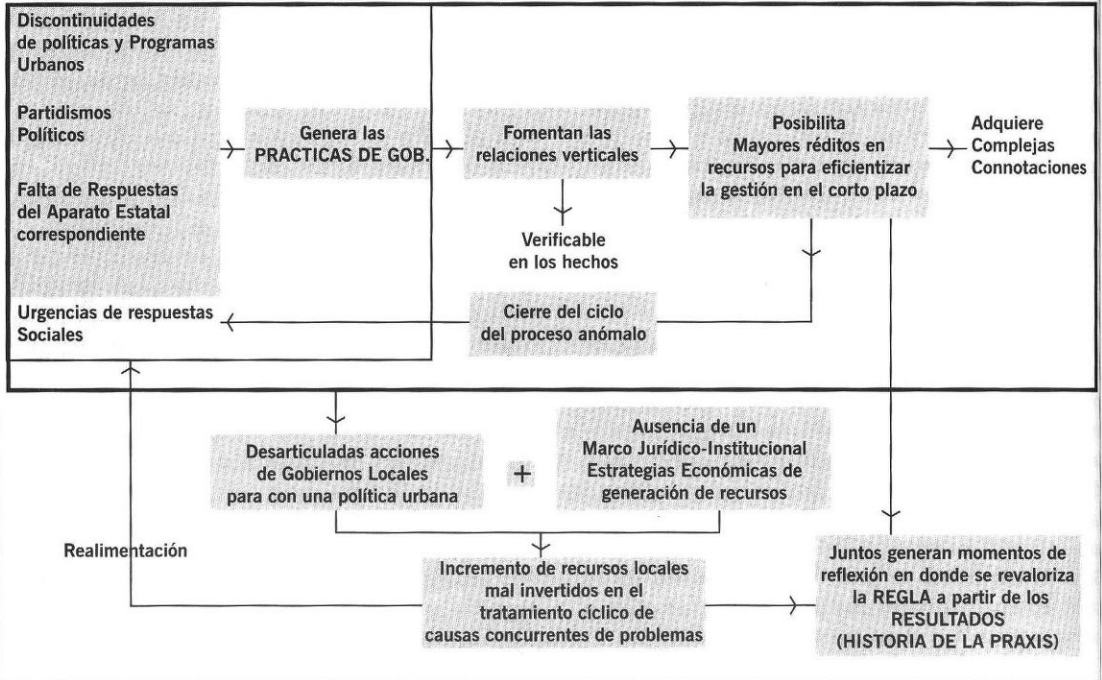 Discontinuidades
de políticas y Programas
Urbanos
Partidismos
Políticos
Falta de Respuestas
del Aparato Estatal
correspondiente
Urgencias de respuestas
Sociales
Genera las
PRACTICAS DE GOB.
Fomentan las
relaciones verticales
Verificable
en los hechos
Posibilita
Mayores réditos en
recursos para eficientizar
la gestión en el corto plazo
Adquiere
Complejas
Connotaciones
Cierre del ciclo
del proceso anómalo
Desarticuladas acciones
de Gobiernos Locales
para con una política urbana
+
Ausencia de un
Marco Jurídico-Institucional
Estrategias Económicas de
generación de recursos
Realimentación
Incremento de recursos locales
mal invertidos en el
tratamiento cíclico de
causas concurrentes de problemas
Juntos generan momentos de
reflexión en donde se revaloriza
la REGLA a partir de los
RESULTADOS
(HISTORIA DE LA PRAXIS)